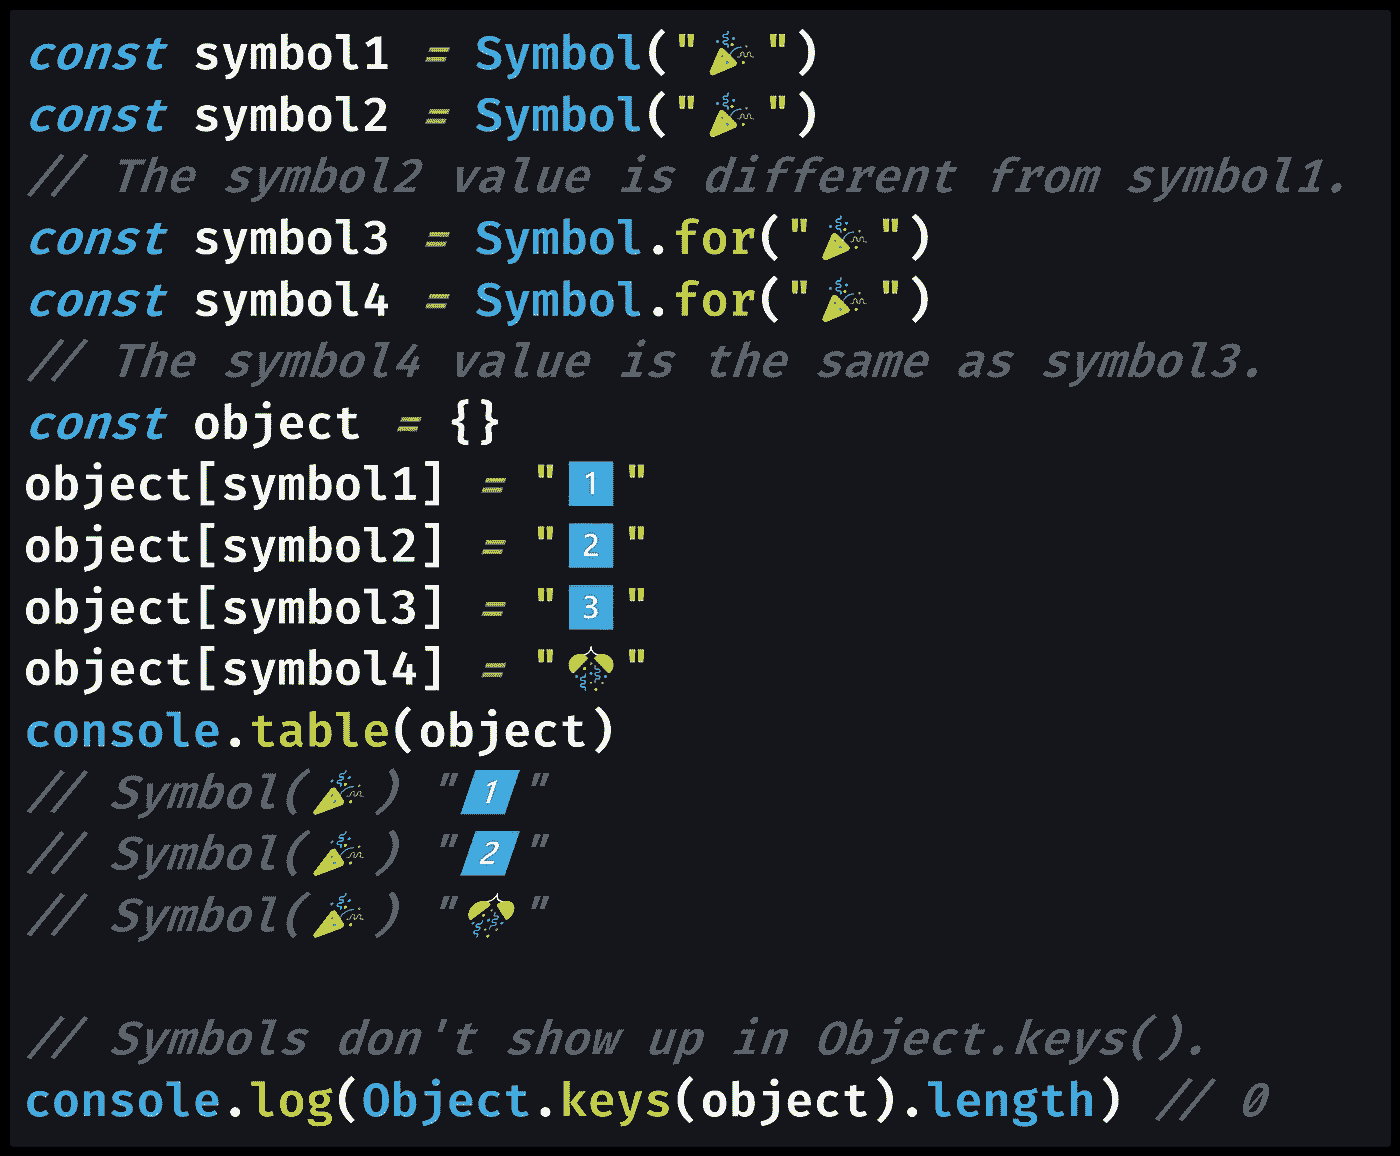 const symbol1 = Symbol("🎉")
const symbol2 = Symbol("🎉")
// The symbol2 value is different from symbol1.
const symbol3 = Symbol.for("🎉")
const symbol4 = Symbol.for("🎉")
// The symbol4 value is the same as symbol3.
const object = {}
object[symbol1] = "1️⃣"
object[symbol2] = "2️⃣"
object[symbol3] = "3️⃣"
object[symbol4] = "🎊"
console.table(object)
// Symbol(🎉) "1️⃣"
// Symbol(🎉) "2️⃣"
// Symbol(🎉) "🎊"
// Symbols don't show up in Object.keys().
console.log(Object.keys(object).length) // 0